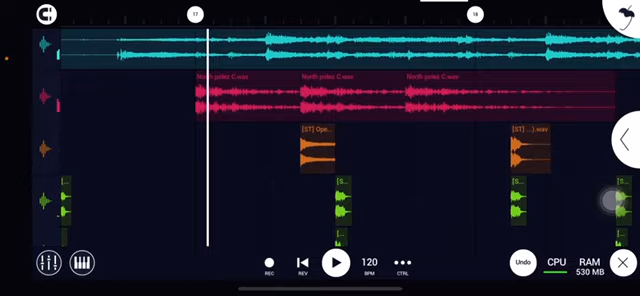 17
18
North poles C.wav
North poles C.wav
North poles C.wav
[ST] Ope...
[ST] ...).wav
[...
[S...
[S...
[S...
[...
REC
REV
120
BPM
CTRL
Undo
CPU
RAM
530 MB